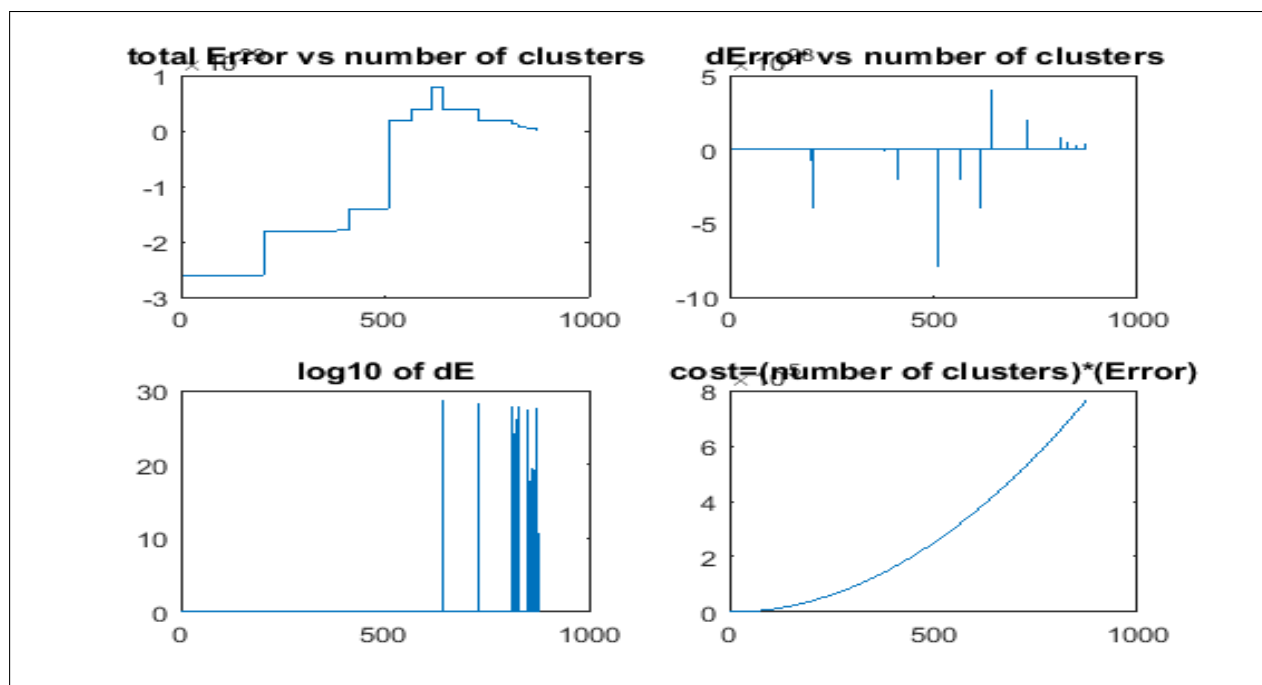 total Error vs number of clusters
1
0
-1
-2
-3
0 500 1000
dError vs number of clusters
5
0
-5
-10
0 500 1000
log10 of dE
30
20
10
0
0 500 1000
cost=(number of clusters)*(Error)
8
6
4
2
0
0 500 1000